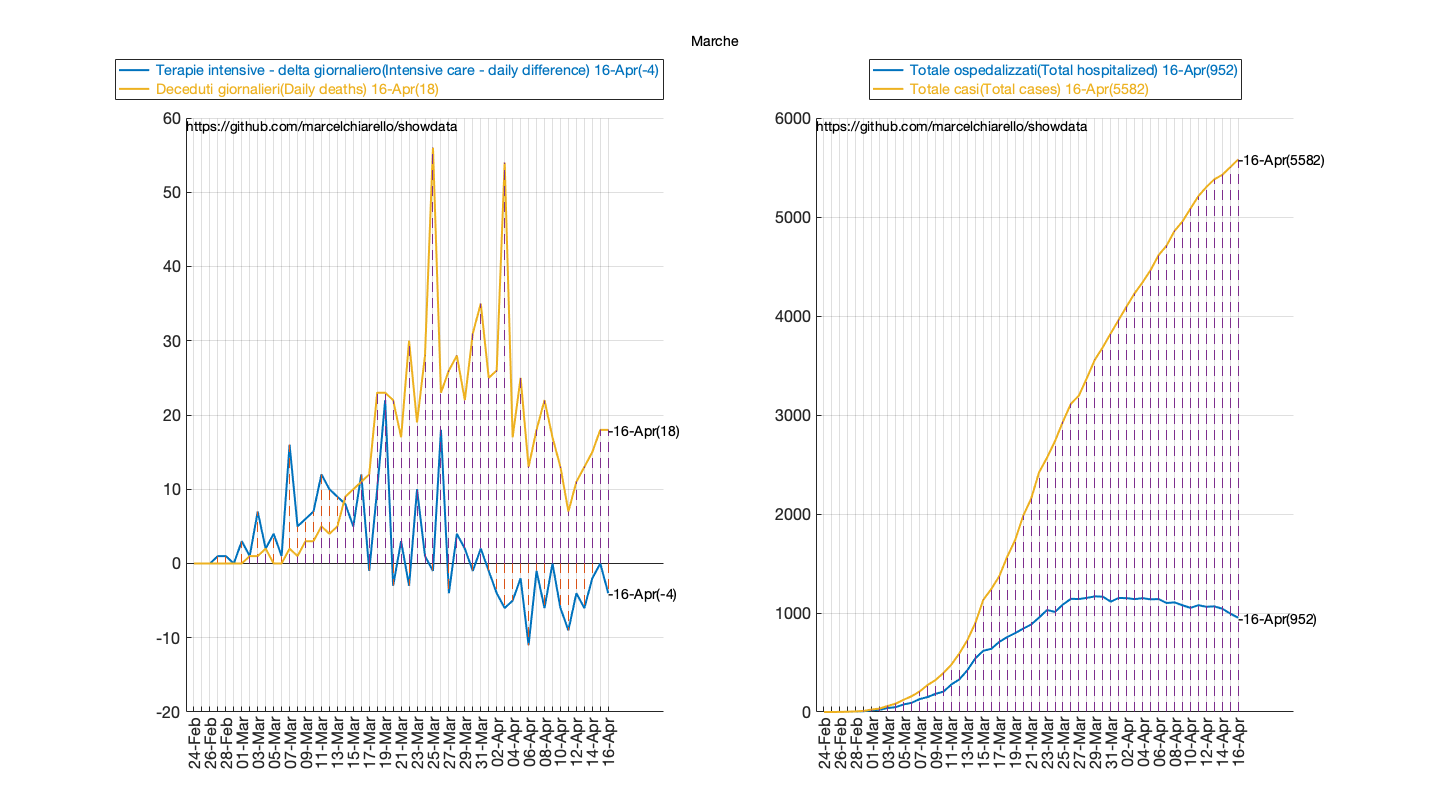 Marche
Terapie intensive - delta giornaliero(Intensive care - daily difference) 16-Apr(-4)
Deceduti giornalieri(Daily deaths) 16-Apr(18)
https://github.com/marcelchiarello/showdata
60
50
40
30
20
10
0
-10
-20
16-Apr(18)
16-Apr(-4)
24-Feb
26-Feb
28-Feb
01-Mar
03-Mar
05-Mar
07-Mar
09-Mar
11-Mar
13-Mar
15-Mar
17-Mar
19-Mar
21-Mar
23-Mar
25-Mar
27-Mar
29-Mar
31-Mar
02-Apr
04-Apr
06-Apr
08-Apr
10-Apr
12-Apr
14-Apr
16-Apr
Totale ospedalizzati(Total hospitalized) 16-Apr(952)
Totale casi(Total cases) 16-Apr(5582)
https://github.com/marcelchiarello/showdata
6000
5000
4000
3000
2000
1000
0
16-Apr(5582)
16-Apr(952)
24-Feb
26-Feb
28-Feb
01-Mar
03-Mar
05-Mar
07-Mar
09-Mar
11-Mar
13-Mar
15-Mar
17-Mar
19-Mar
21-Mar
23-Mar
25-Mar
27-Mar
29-Mar
31-Mar
02-Apr
04-Apr
06-Apr
08-Apr
10-Apr
12-Apr
14-Apr
16-Apr